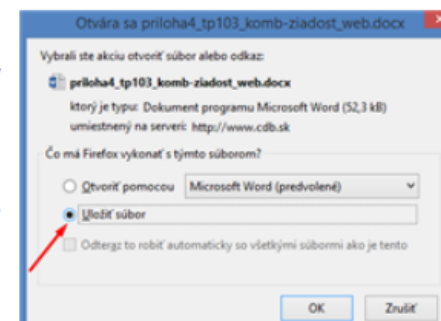 Otvára sa priloha4_tp103_komb-ziadost_web.docx
Vybrali ste akciu otvoriť súbor alebo odkaz:
priloha4_tp103_komb-ziadost_web.docx
ktorý je typu: Dokument programu Microsoft Word (52,3 kB)
umiestnený na serveri: http://www.cdb.sk
Čo má Firefox vykonať s týmto súborom?
Otvoriť pomocou Microsoft Word (predvolené)
Uložiť súbor
Odteraz to robiť automaticky so všetkými súbormi ako je tento
OK Zrušiť